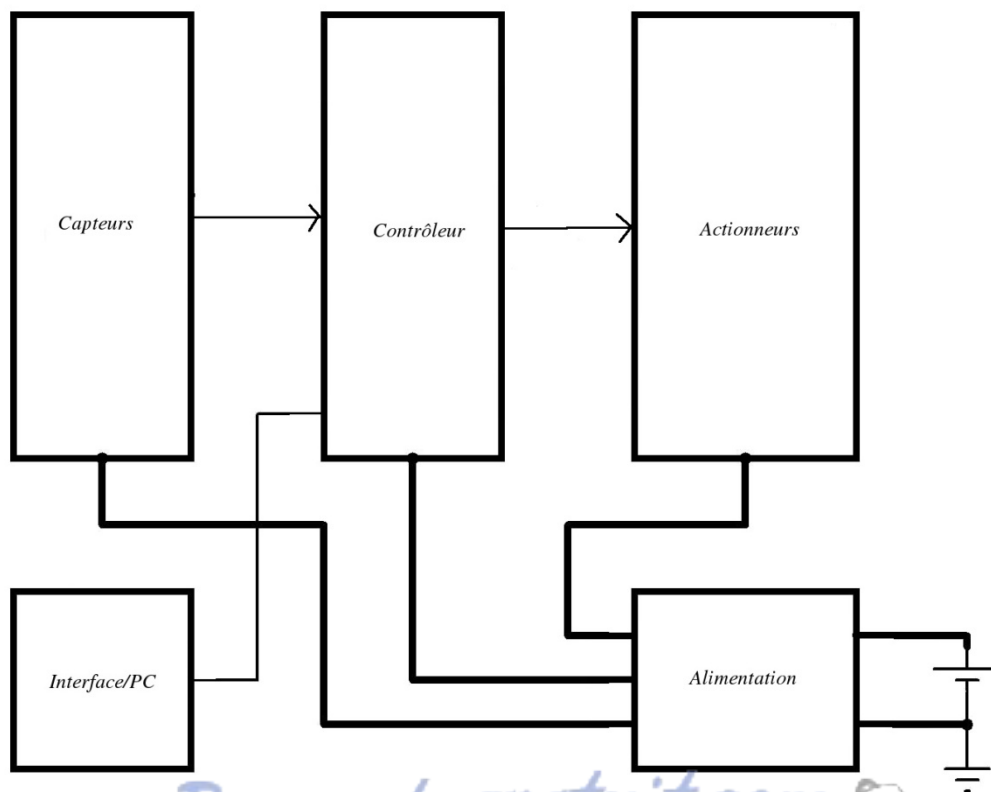 Capteurs
Contrôleur
Actionneurs
Interface/PC
Alimentation